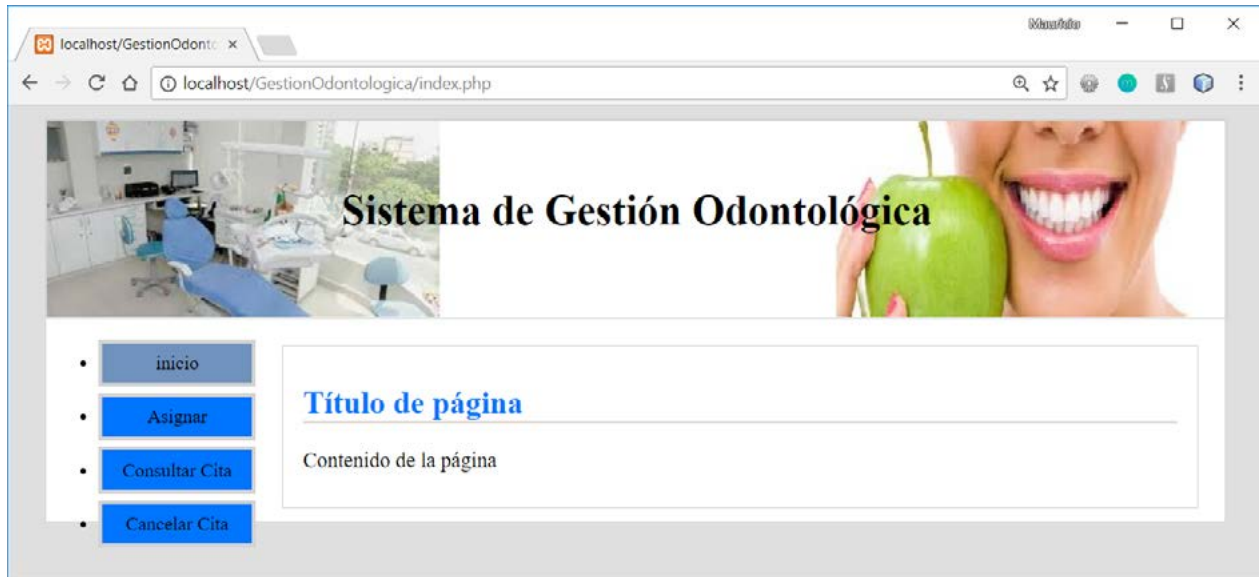 Mauricio
localhost/GestionOdonto
localhost/GestionOdontologica/index.php
Sistema de Gestión Odontológica
inicio
Asignar
Consultar Cita
Cancelar Cita
Título de página
Contenido de la página